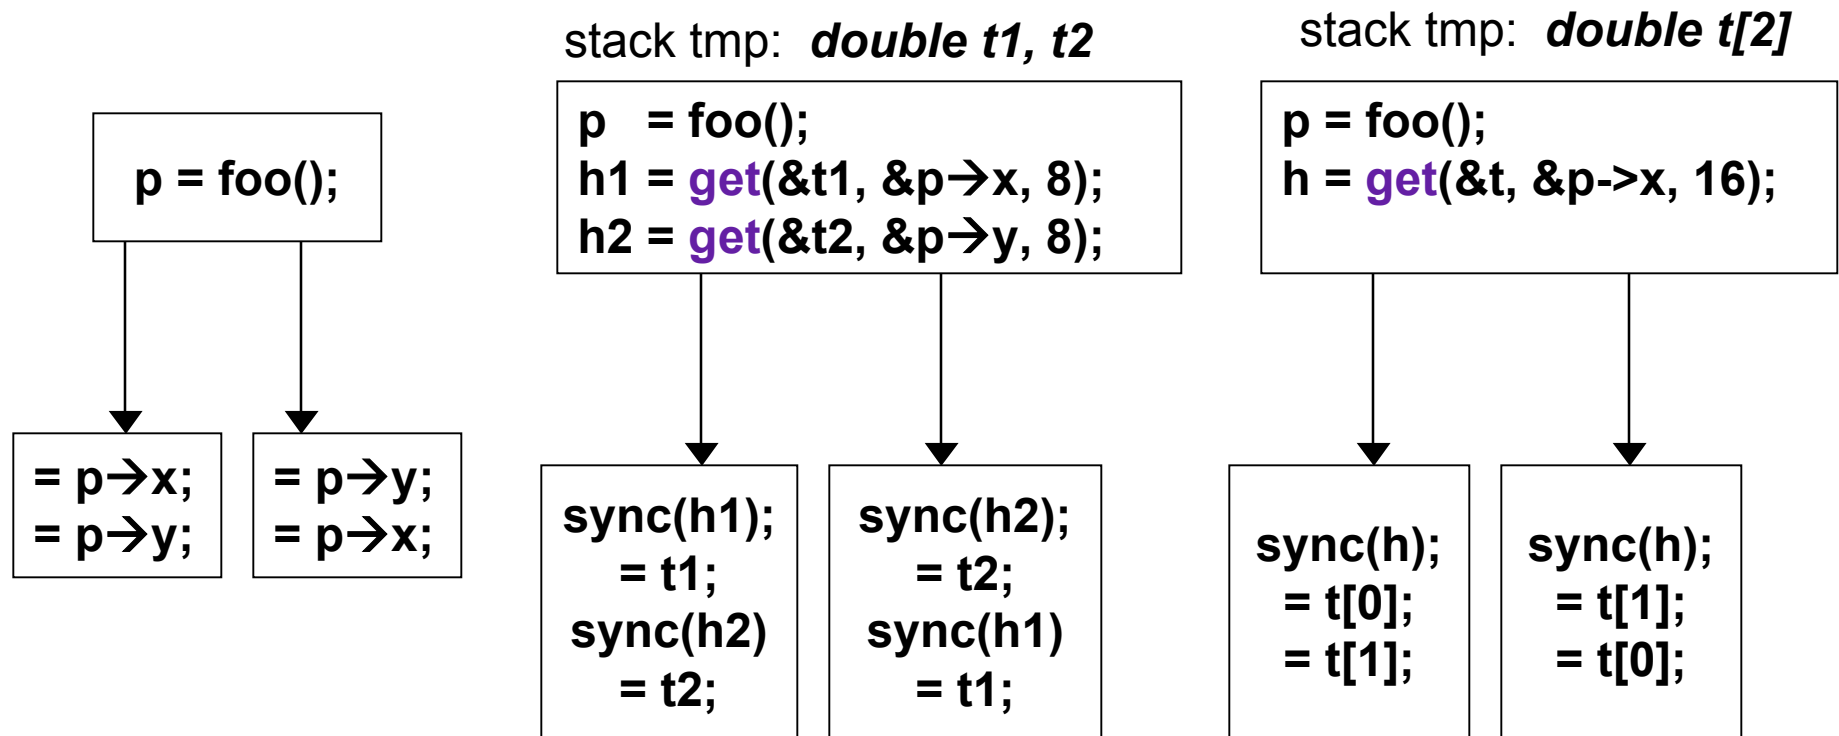 p = foo();
= p→x;
= p→y;
= p→y;
= p→x;
stack tmp: double t1, t2
p = foo();
h1 = get(&t1, &p→x, 8);
h2 = get(&t2, &p→y, 8);
sync(h1);
= t1;
sync(h2)
= t2;
sync(h2);
= t2;
sync(h1)
= t1;
stack tmp: double t[2]
p = foo();
h = get(&t, &p->x, 16);
sync(h);
= t[0];
= t[1];
sync(h);
= t[1];
= t[0];